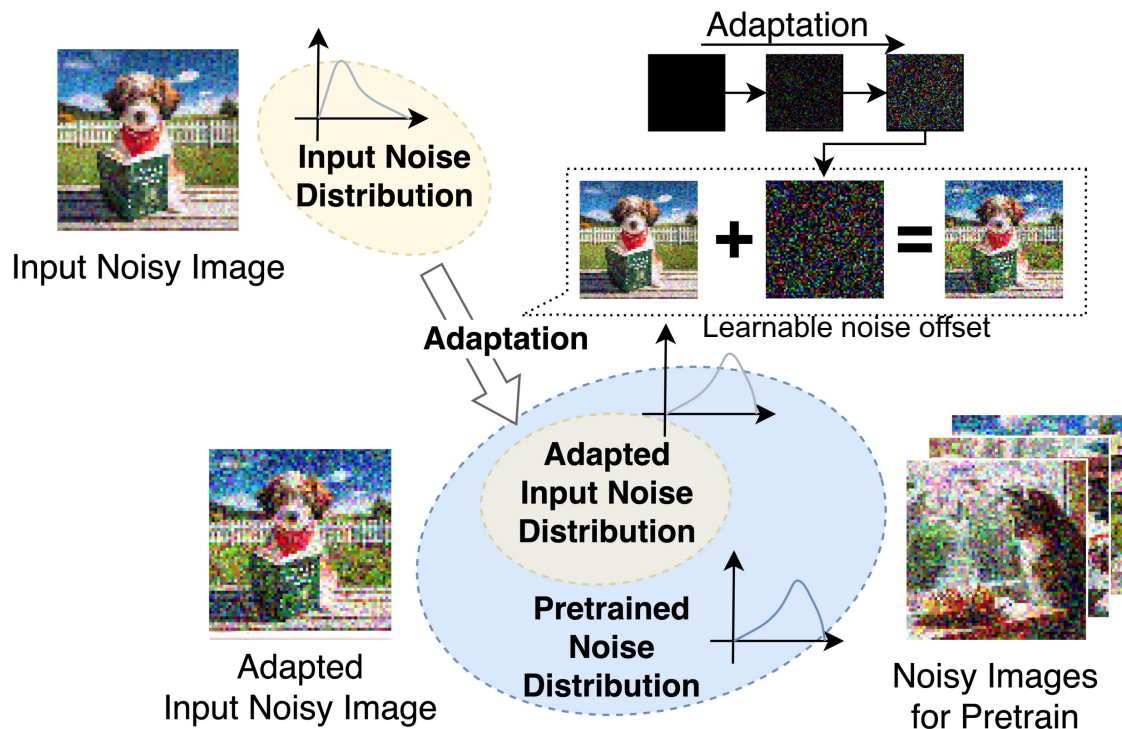 Adaptation
Input Noise
Distribution
Input Noisy Image
+
=
Learnable noise offset
Adaptation
Adapted
Input Noise
Distribution
Pretrained
Noise
Distribution
Adapted
Input Noisy Image
Noisy Images
for Pretrain